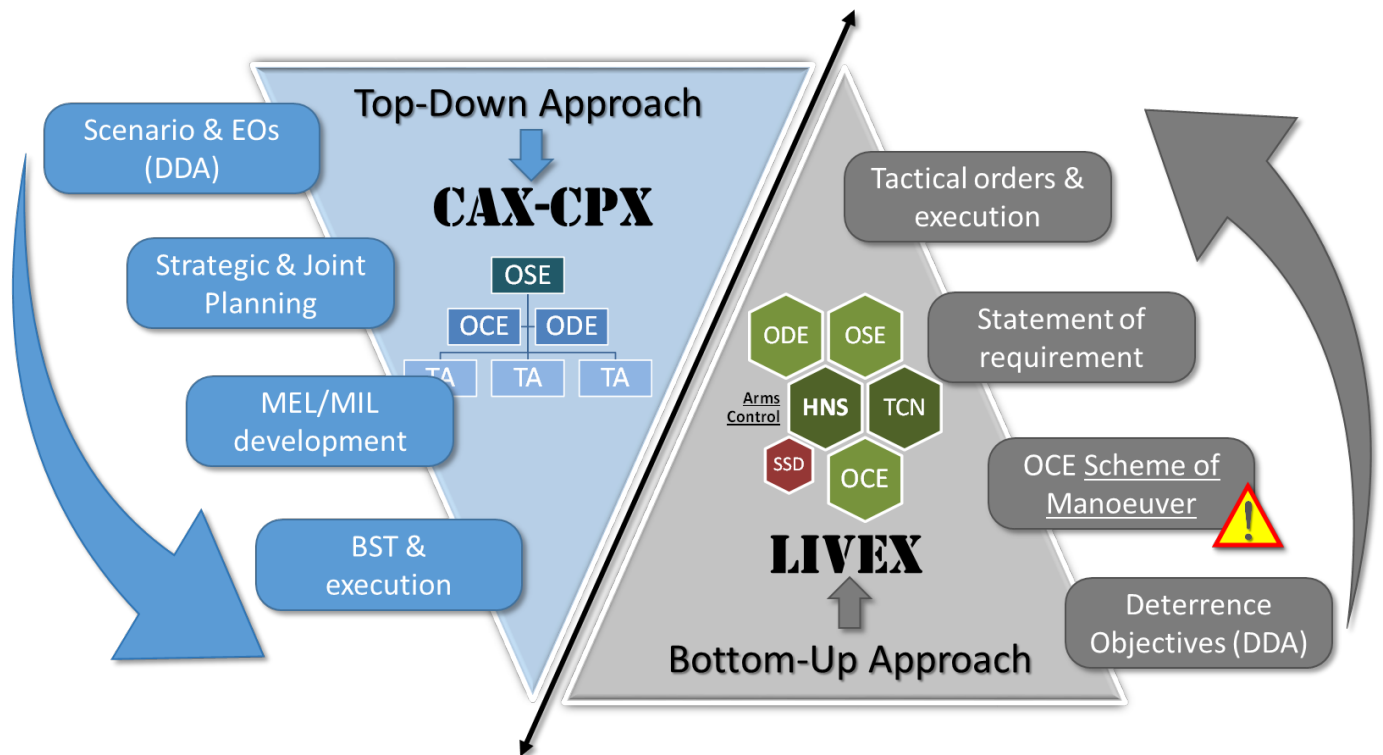 Top-Down Approach
CAX-CPX
Scenario & EOs
(DDA)
Strategic & Joint
Planning
MEL/MIL
development
BST &
execution
OSE
OCE
ODE
TA
TA
TA
Tactical orders &
execution
Statement of
requirement
OCE Scheme of
Manoeuver
!
Deterrence
Objectives (DDA)
ODE
OSE
Arms
Control
HNS
TCN
SSD
OCE
LIVEX
Bottom-Up Approach